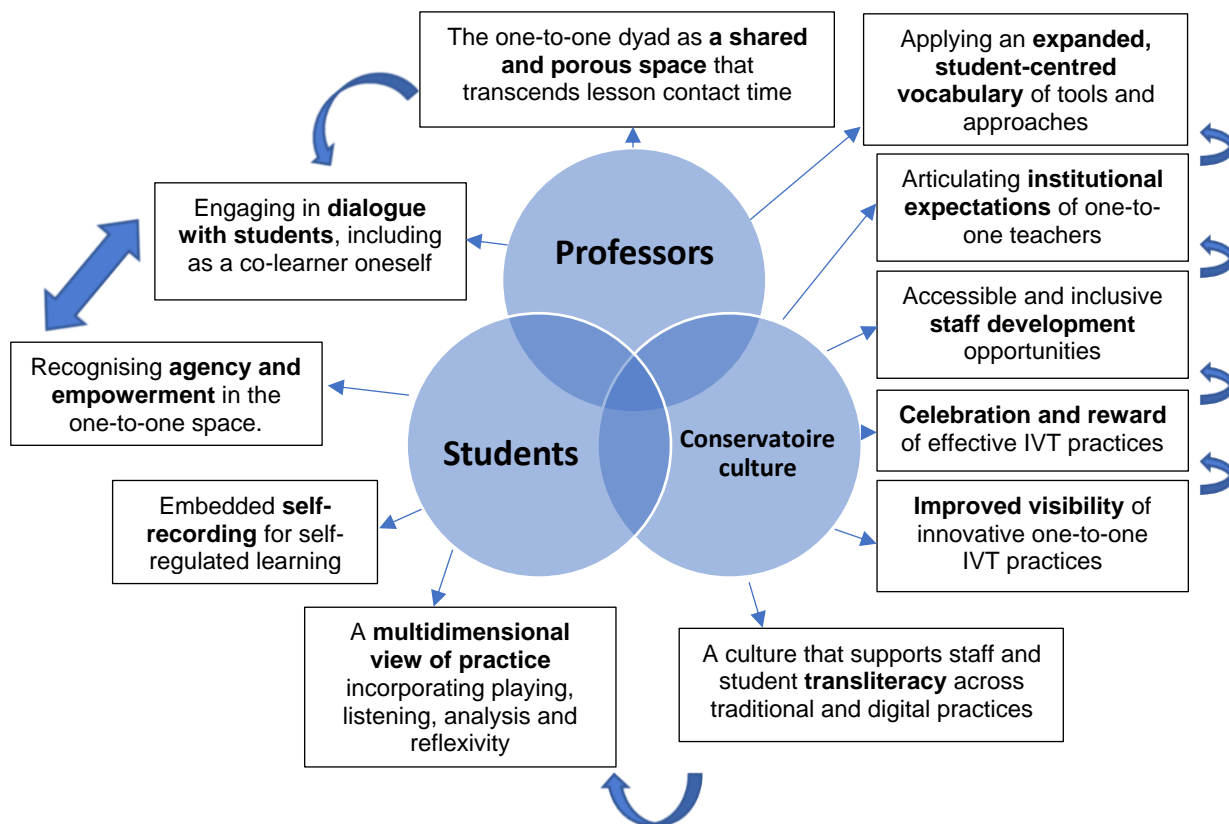 The one-to-one dyad as a shared
and porous space that
transcends lesson contact time
Applying an expanded,
student-centred
vocabulary of tools and
approaches
Engaging in dialogue
with students, including
as a co-learner oneself
Professors
Articulating institutional
expectations of one-to-
one teachers
Accessible and inclusive
staff development
opportunities
Recognising agency and
empowerment in the
one-to-one space.
Students
Conservatoire
culture
Celebration and reward
of effective IVT practices
Embedded self-
recording for self-
regulated learning
Improved visibility of
innovative one-to-one
IVT practices
A multidimensional
view of practice
incorporating playing,
listening, analysis and
reflexivity
A culture that supports staff and
student transliteracy across
traditional and digital practices